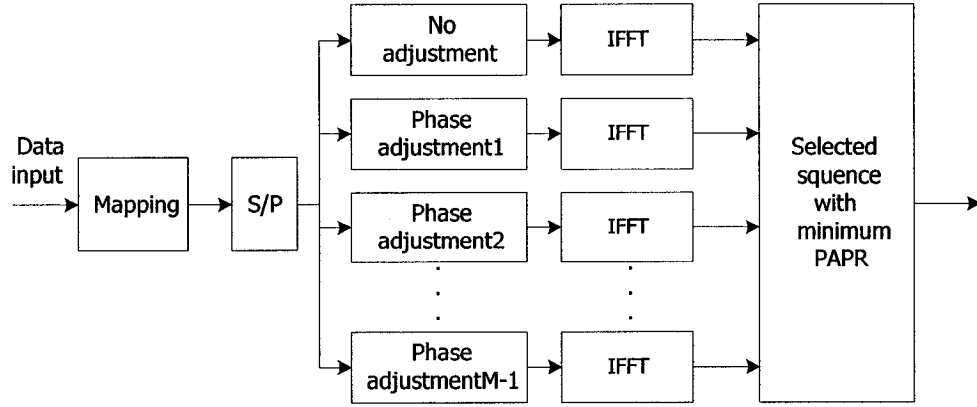 Data
input
Mapping
S/P
No
adjustment
IFFT
Phase
adjustment1
IFFT
Phase
adjustment2
IFFT
Phase
adjustmentM-1
IFFT
Selected
squence
with
minimum
PAPR